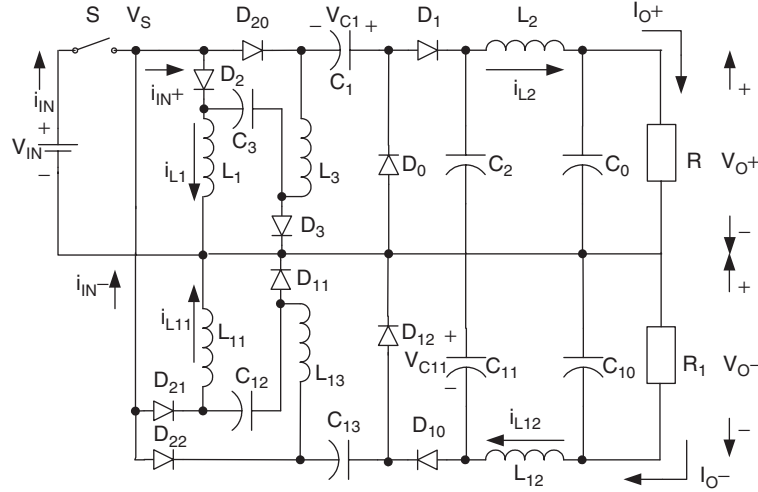 S V_S D_20 V_C1 D_1 L_2 I_O+
− +
C_1
i_IN i_IN+ D_2 i_L2 +
V_IN + C_3
−
i_L1 L_1 L_3 D_0 C_2 C_0 R V_O+
D_3 −
i_IN− D_11 +
i_L11 L_11 D_12 + R_1
C_12 L_13 V_C11 C_11 C_10 V_O−
D_21 −
D_22 C_13 D_10 i_L12 −
L_12 I_O−